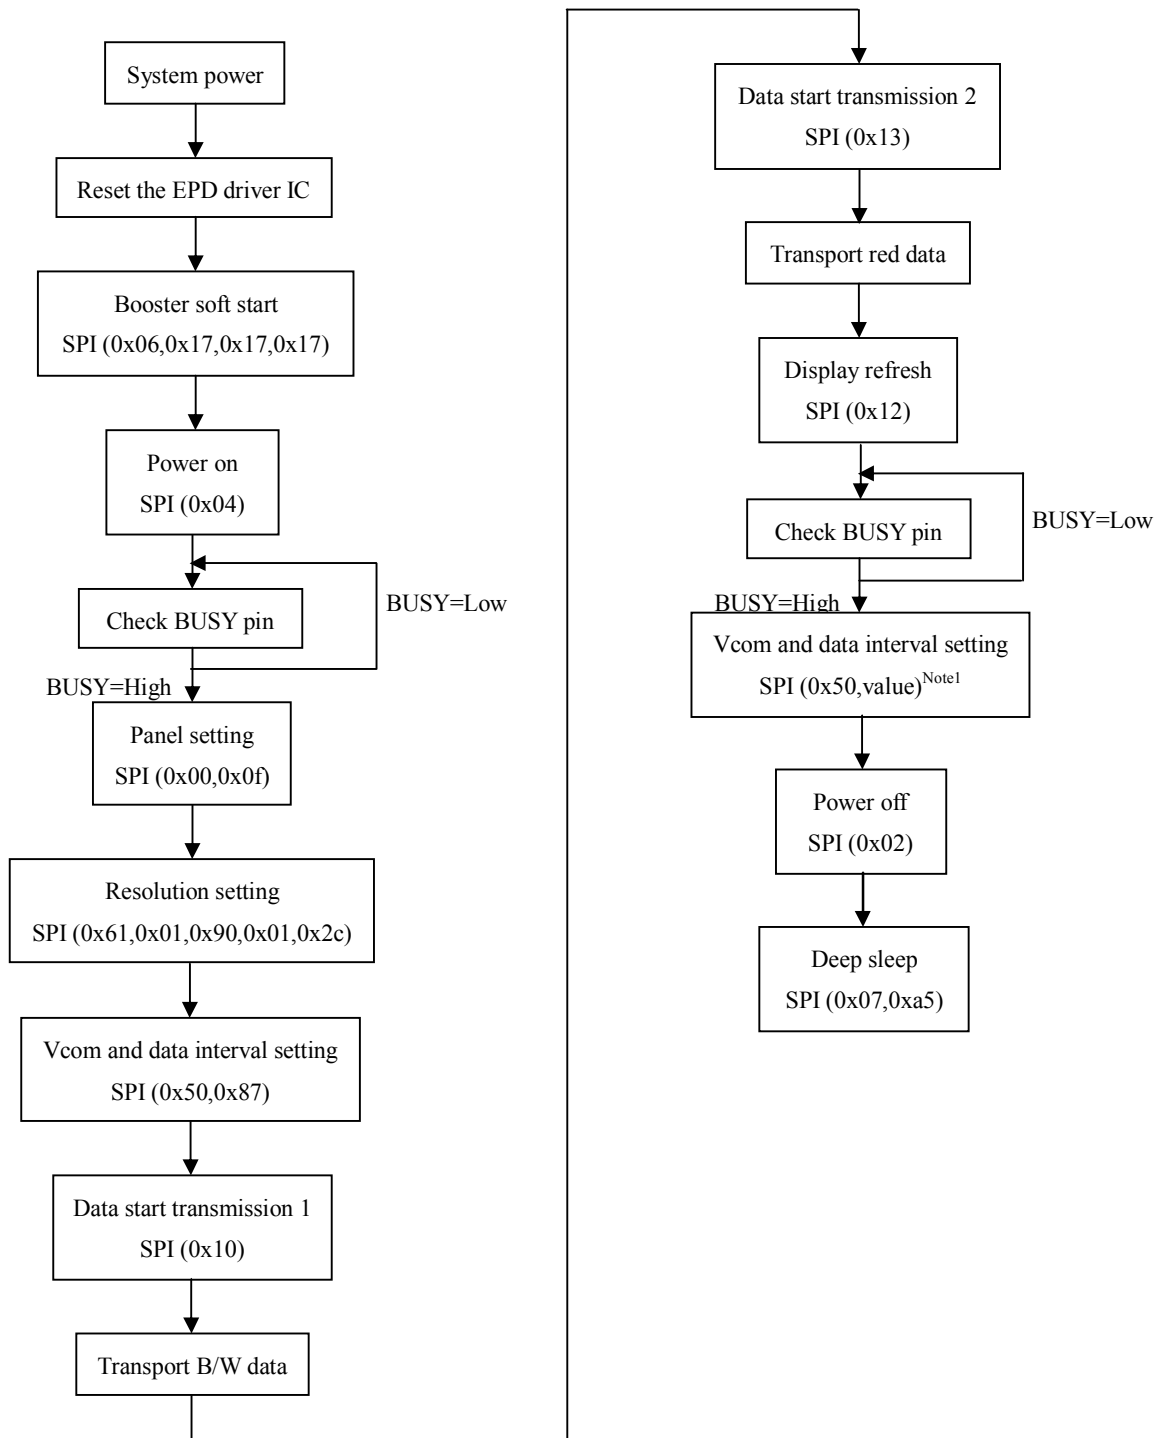 System power
Reset the EPD driver IC
Booster soft start
SPI (0x06,0x17,0x17,0x17)
Power on
SPI (0x04)
Check BUSY pin
BUSY=Low
BUSY=High
Panel setting
SPI (0x00,0x0f)
Resolution setting
SPI (0x61,0x01,0x90,0x01,0x2c)
Vcom and data interval setting
SPI (0x50,0x87)
Data start transmission 1
SPI (0x10)
Transport B/W data
Data start transmission 2
SPI (0x13)
Transport red data
Display refresh
SPI (0x12)
Check BUSY pin
BUSY=Low
BUSY=High
Vcom and data interval setting
SPI (0x50,value)Note1
Power off
SPI (0x02)
Deep sleep
SPI (0x07,0xa5)